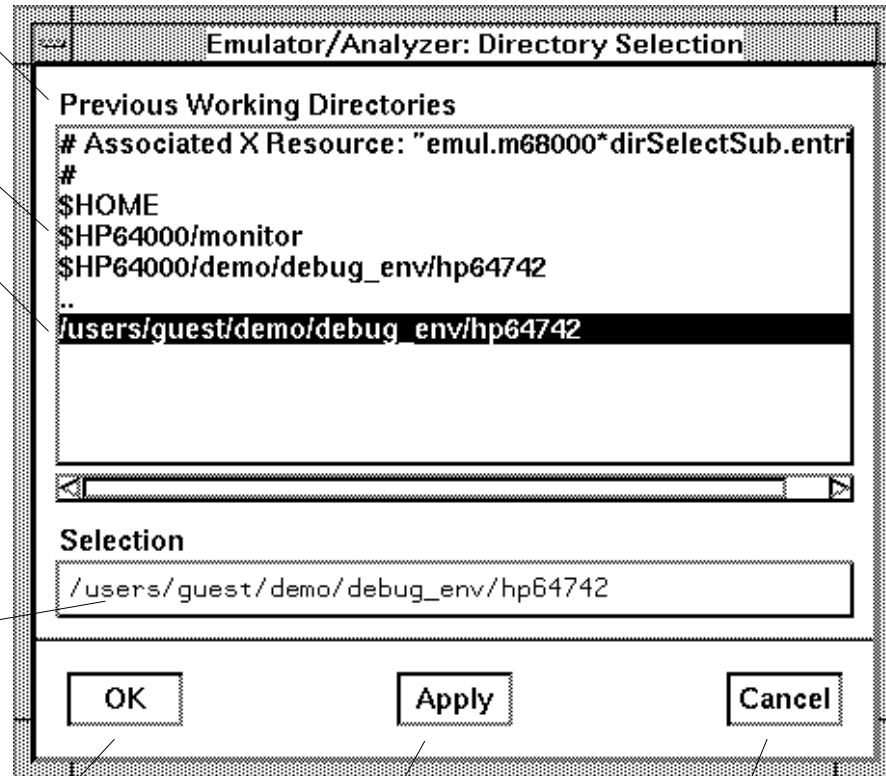 Emulator/Analyzer: Directory Selection
Previous Working Directories
# Associated X Resource: "emul.m68000*dirSelectSub.entri
#
$HOME
$HP64000/monitor
$HP64000/demo/debug_env/hp64742
..
/users/guest/demo/debug_env/hp64742
Selection
/users/guest/demo/debug_env/hp64742
OK
Apply
Cancel